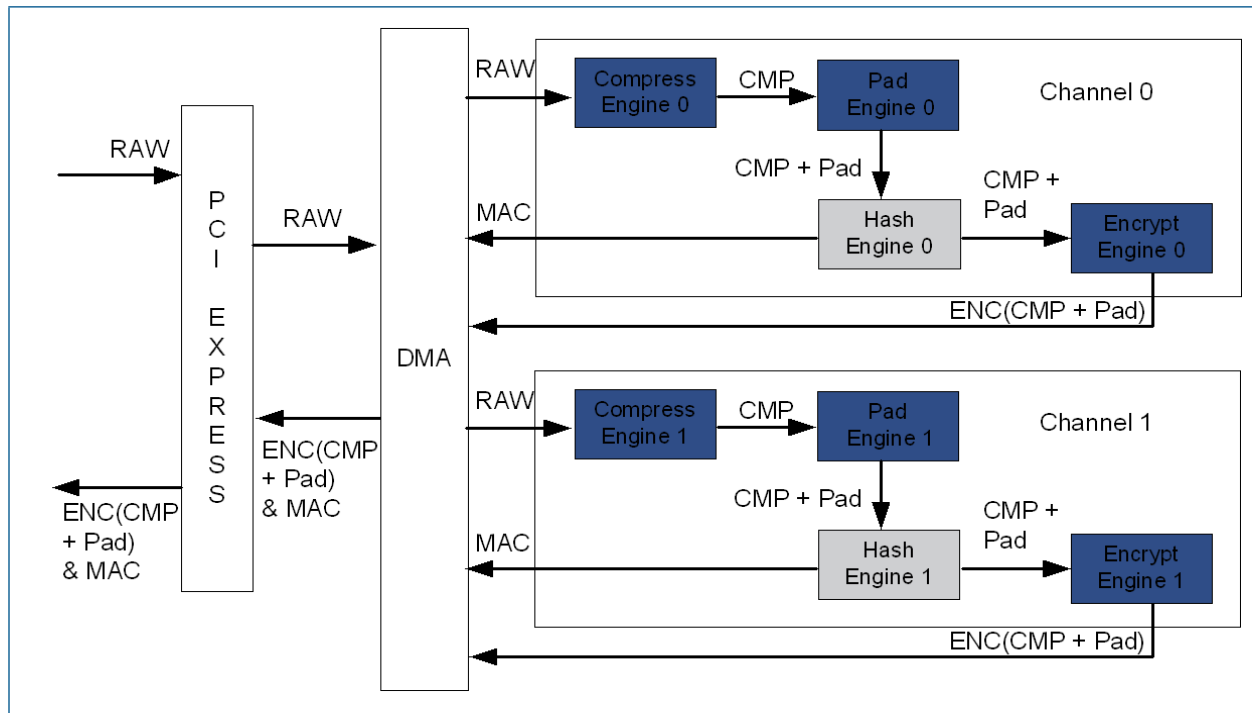 RAW
PCI EXPRESS
RAW
ENC(CMP
+ Pad)
& MAC
ENC(CMP
+ Pad)
& MAC
DMA
RAW
Compress
Engine 0
CMP
Pad
Engine 0
Channel 0
CMP + Pad
CMP +
Pad
MAC
Hash
Engine 0
Encrypt
Engine 0
ENC(CMP + Pad)
RAW
Compress
Engine 1
CMP
Pad
Engine 1
Channel 1
CMP + Pad
CMP +
Pad
MAC
Hash
Engine 1
Encrypt
Engine 1
ENC(CMP + Pad)